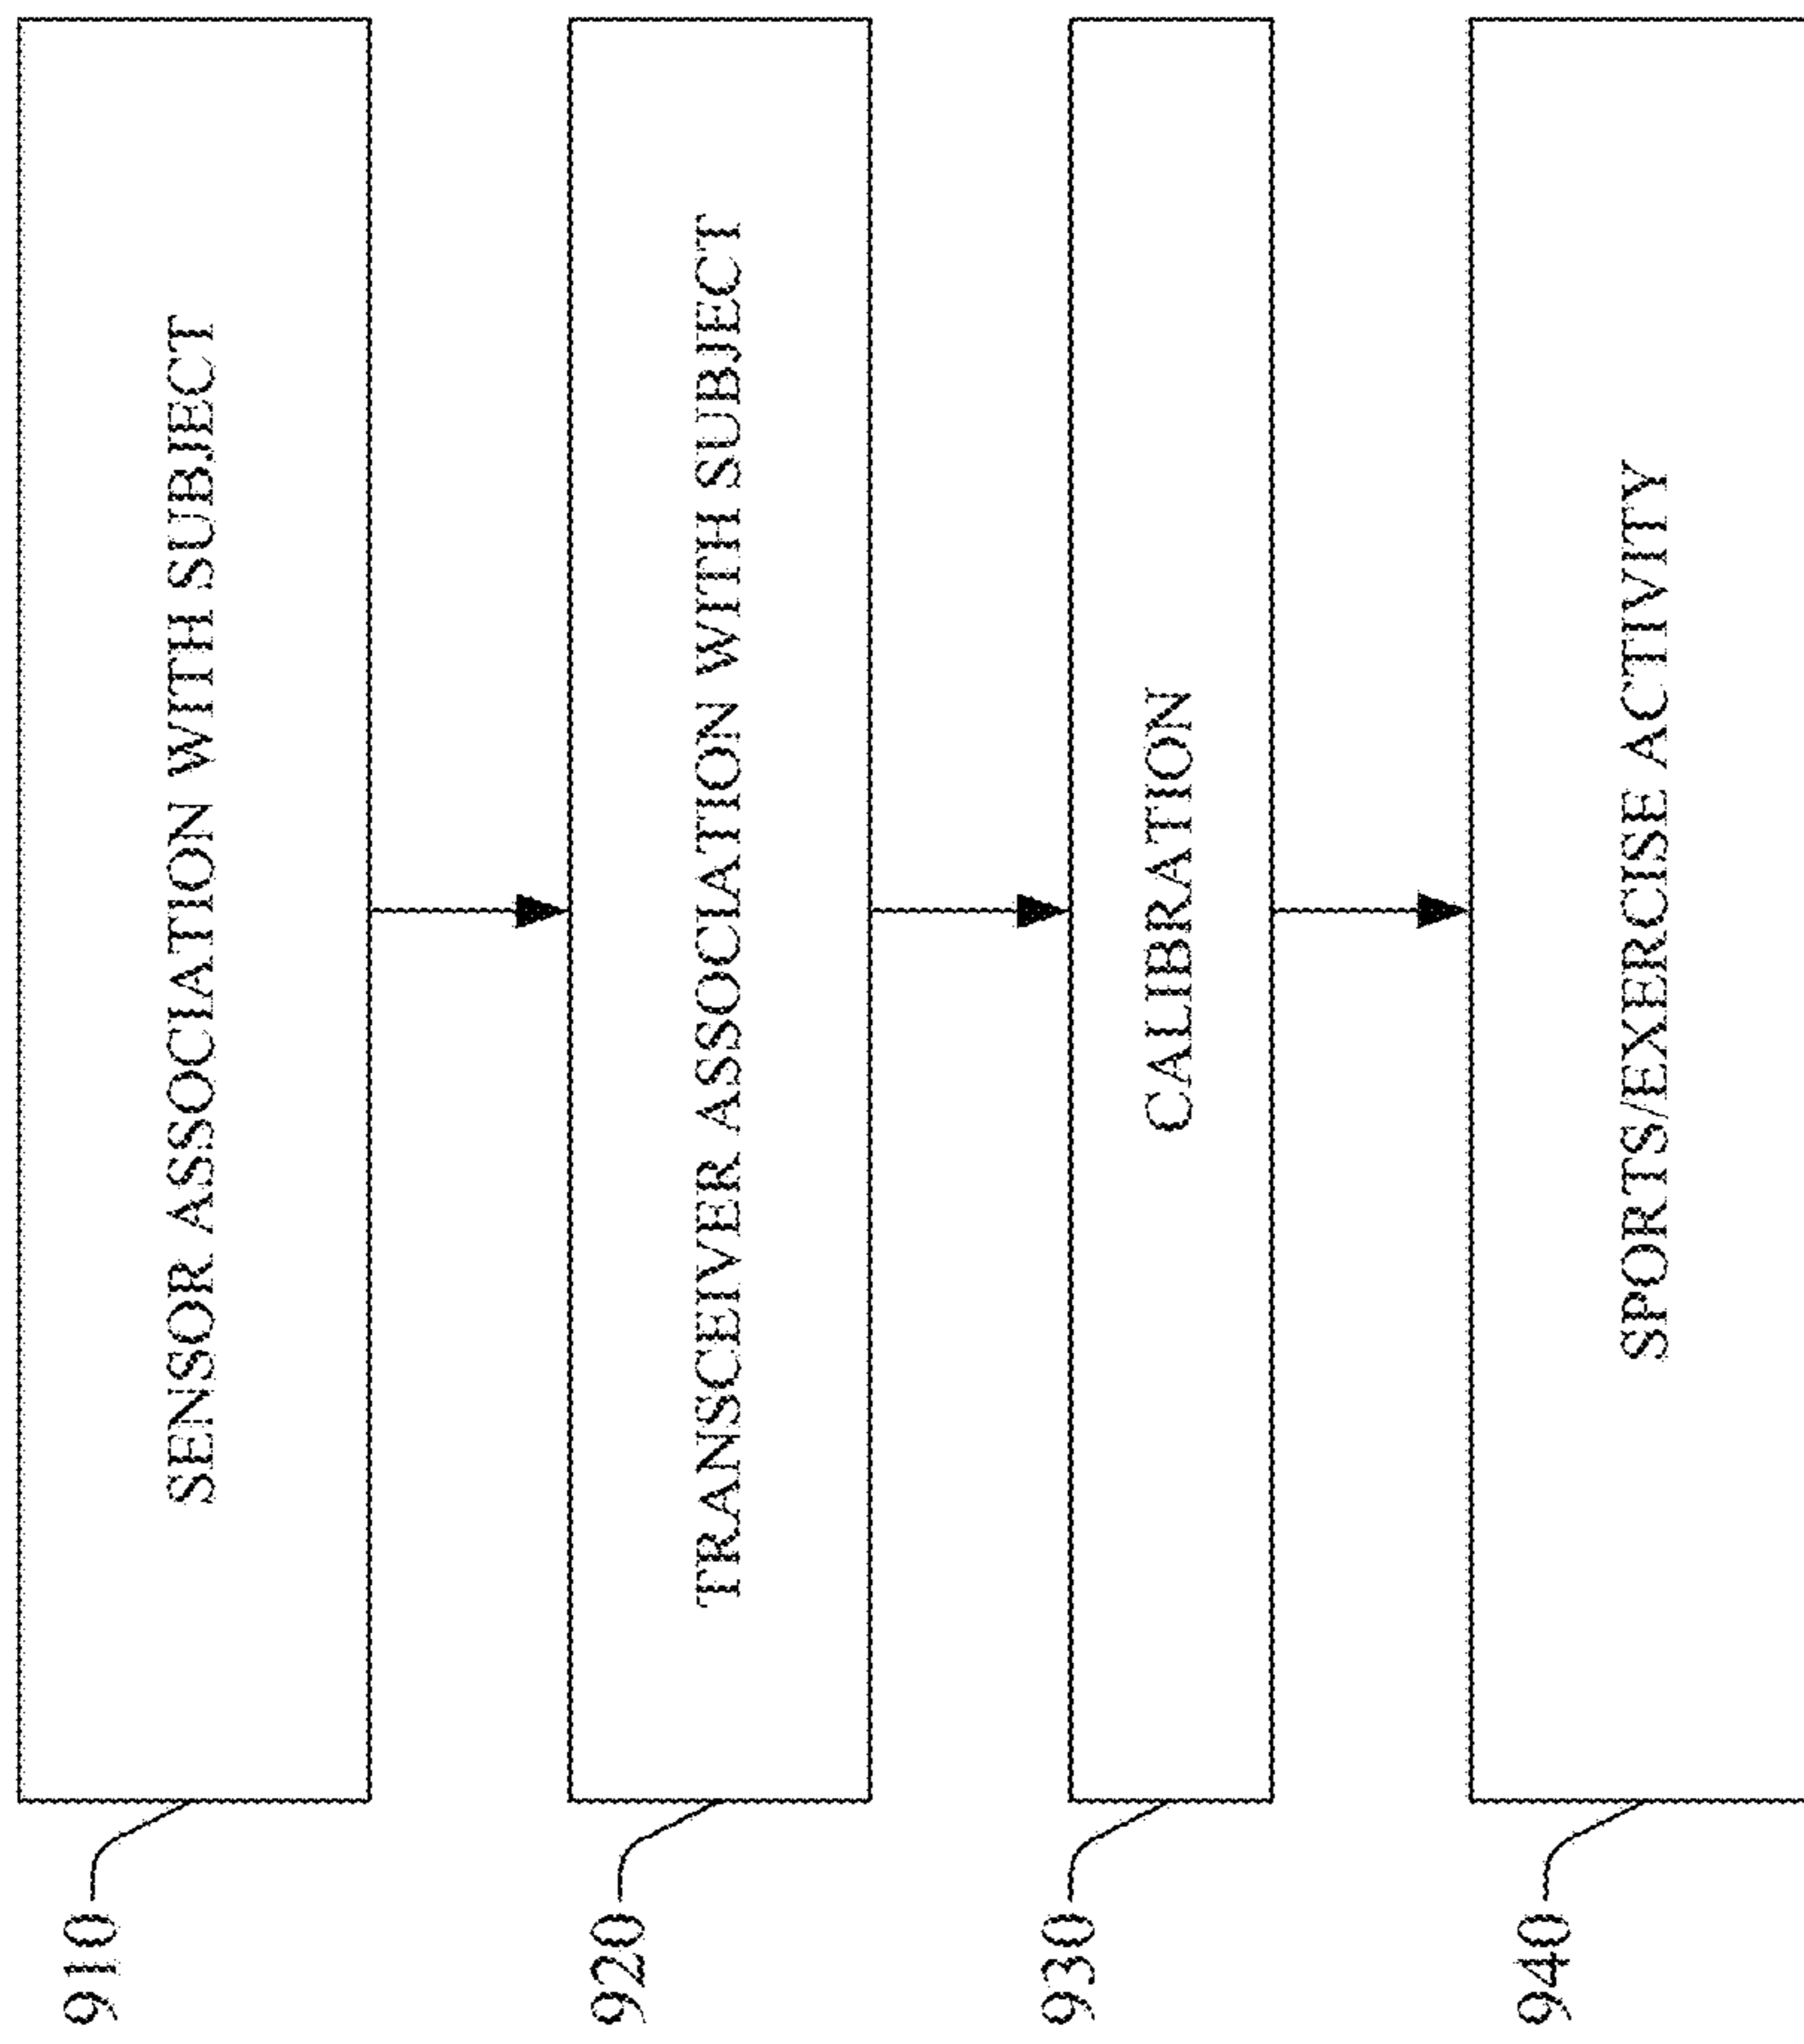 910
SENSOR ASSOCIATION WITH SUBJECT
920
TRANSCEIVER ASSOCIATION WITH SUBJECT
930
CALIBRATION
940
SPORTS/EXERCISE ACTIVITY